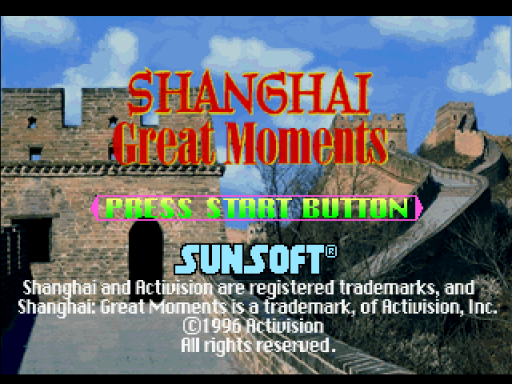 SHANGHAI
Great Moments
PRESS START BUTTON
SUNSOFT®
Shanghai and Activision are registered trademarks, and
Shanghai: Great Moments is a trademark, of Activision, Inc.
©1996 Activision
All rights reserved.